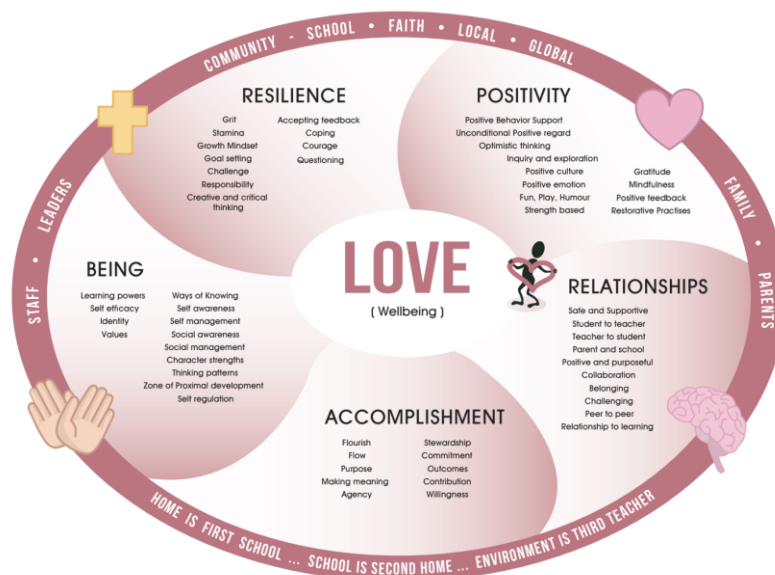 COMMUNITY - SCHOOL • FAITH • LOCAL • GLOBAL
FAMILY • PARENTS
STAFF • LEADERS
RESILIENCE
Grit
Stamina
Growth Mindset
Goal setting
Challenge
Responsibility
Creative and critical
thinking
Accepting feedback
Coping
Courage
Questioning
POSITIVITY
Positive Behavior Support
Unconditional Positive regard
Optimistic thinking
Inquiry and exploration
Positive culture
Positive emotion
Fun, Play, Humour
Strength based
Gratitude
Mindfulness
Positive feedback
Restorative Practises
LOVE
( Wellbeing )
BEING
Learning powers
Self efficacy
Identity
Values
Ways of Knowing
Self awareness
Self management
Social awareness
Social management
Character strengths
Thinking patterns
Zone of Proximal development
Self regulation
RELATIONSHIPS
Safe and Supportive
Student to teacher
Teacher to student
Parent and school
Positive and purposeful
Collaboration
Belonging
Challenging
Peer to peer
Relationship to learning
ACCOMPLISHMENT
Flourish
Flow
Purpose
Making meaning
Agency
Stewardship
Commitment
Outcomes
Contribution
Willingness
HOME IS FIRST SCHOOL ... SCHOOL IS SECOND HOME ... ENVIRONMENT IS THIRD TEACHER